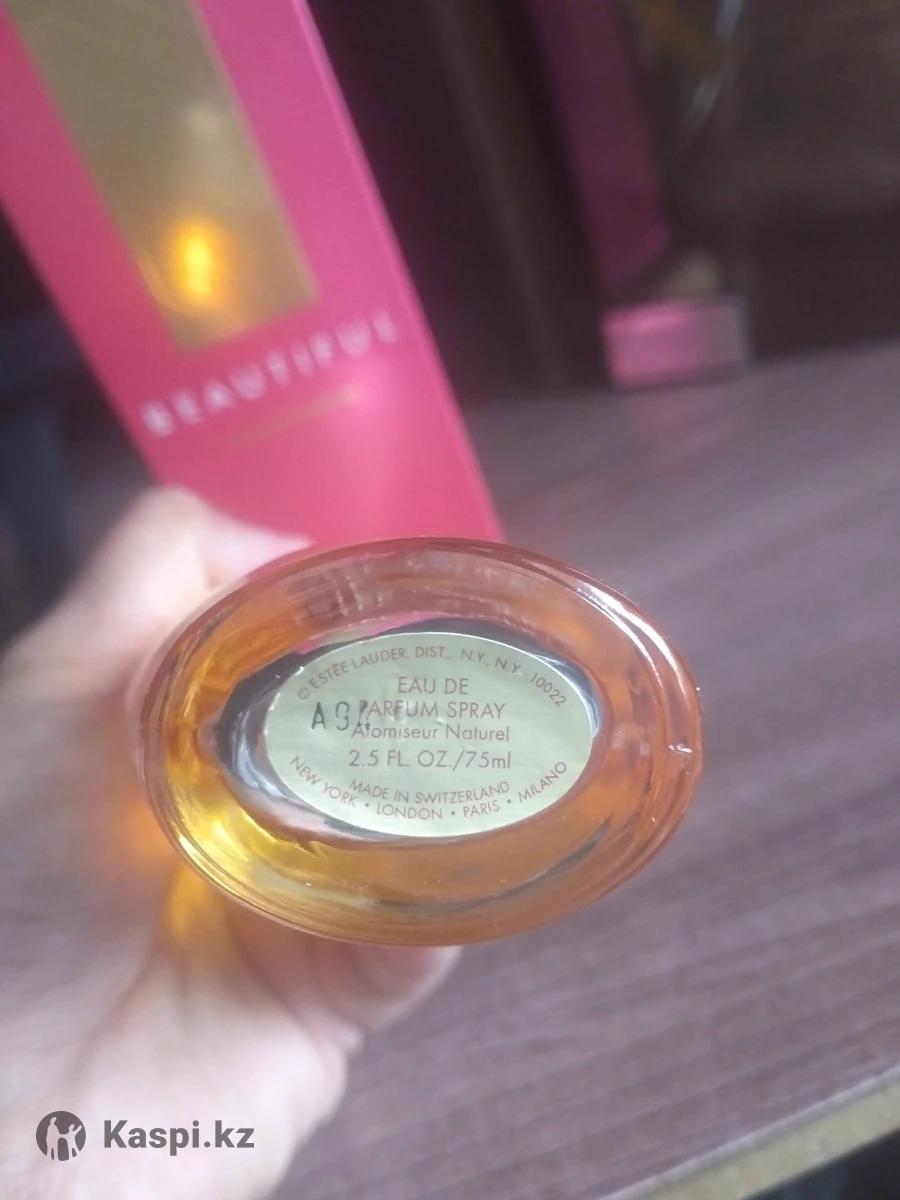 BEAUTIFUL
© ESTĒE LAUDER, DIST., N.Y., N.Y. 10022
EAU DE
PARFUM SPRAY
Atomiseur Naturel
2.5 FL. OZ./75ml
MADE IN SWITZERLAND
NEW YORK • LONDON • PARIS • MILANO
Kaspi.kz